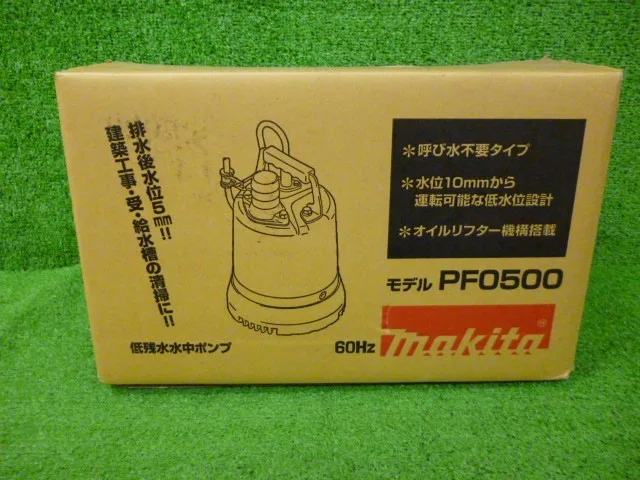 排水後水位5mm!!
建築工事・受・給水槽の清掃に!!
低残水水中ポンプ
＊呼び水不要タイプ
＊水位10mmから
運転可能な低水位設計
＊オイルリフター機構搭載
モデル PF0500
60Hz makita®